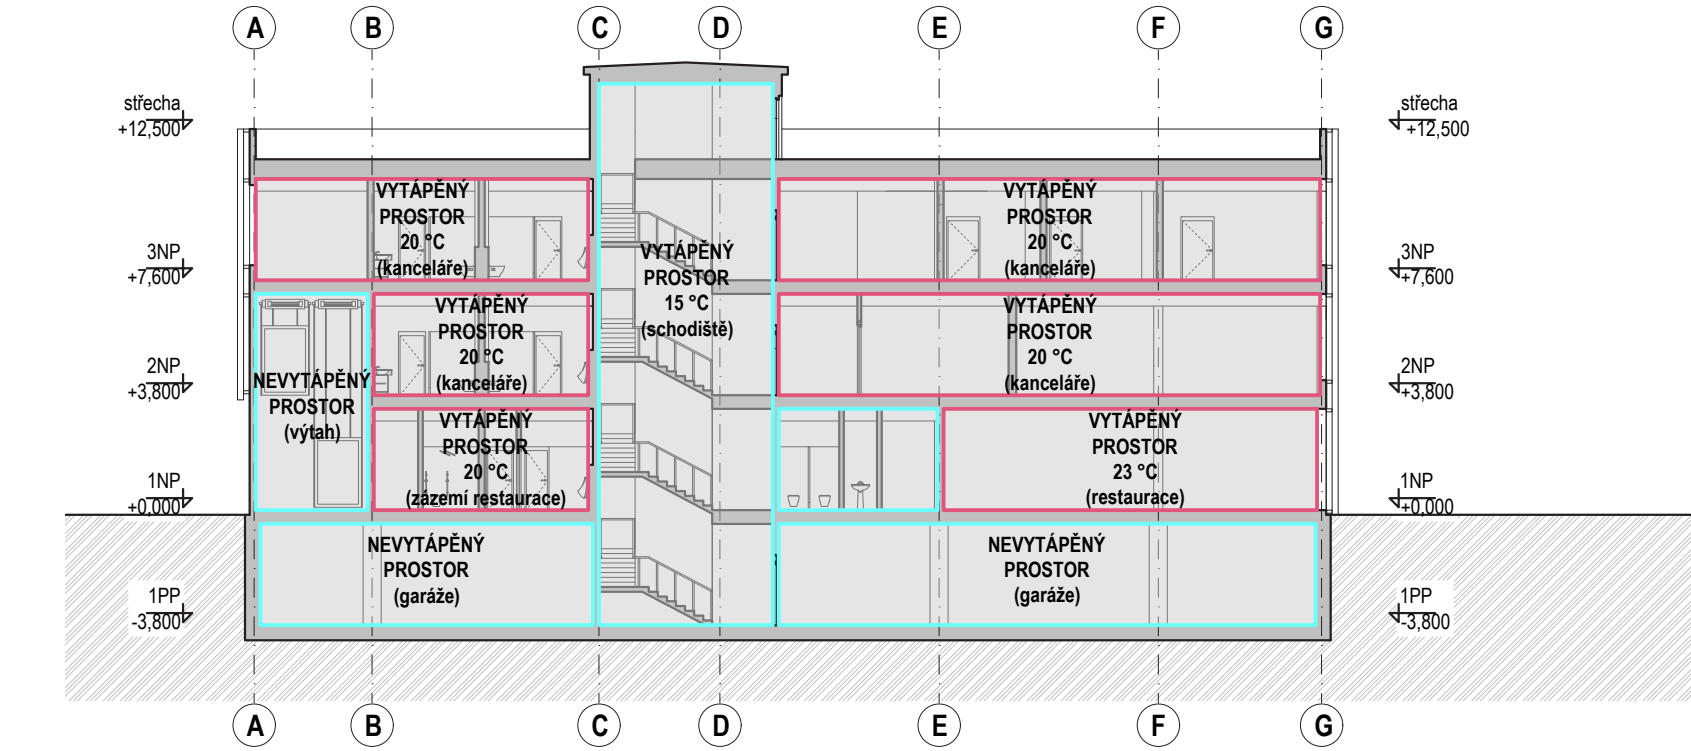 A B C D E F G
střecha
+12,500
střecha
+12,500
VYTÁPĚNÝ
PROSTOR
20 °C
(kanceláře)
VYTÁPĚNÝ
PROSTOR
15 °C
(schodiště)
VYTÁPĚNÝ
PROSTOR
20 °C
(kanceláře)
3NP
+7,600
3NP
+7,600
NEVYTÁPĚNÝ
PROSTOR
(výtah)
VYTÁPĚNÝ
PROSTOR
20 °C
(kanceláře)
VYTÁPĚNÝ
PROSTOR
20 °C
(kanceláře)
2NP
+3,800
2NP
+3,800
VYTÁPĚNÝ
PROSTOR
20 °C
(zázemí restaurace)
VYTÁPĚNÝ
PROSTOR
23 °C
(restaurace)
1NP
+0,000
1NP
+0,000
NEVYTÁPĚNÝ
PROSTOR
(garáže)
NEVYTÁPĚNÝ
PROSTOR
(garáže)
1PP
-3,800
1PP
-3,800
A B C D E F G